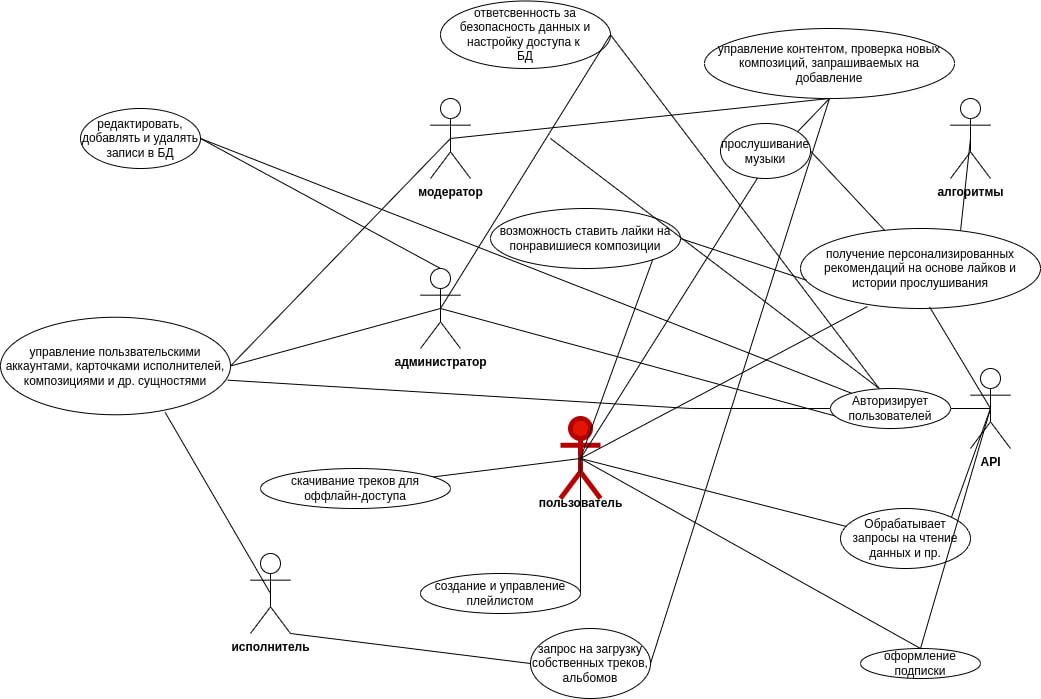 ответсвенность за
безопасность данных и
настройку доступа к
БД
управление контентом, проверка новых
композиций, запрашиваемых на
добавление
редактировать,
добавлять и удалять
записи в БД
прослушивание
музыки
модератор
алгоритмы
возможность ставить лайки на
понравишиеся композиции
получение персонализированных
рекомендаций на основе лайков и
истории прослушивания
администратор
управление пользвательскими
аккаунтами, карточками исполнителей,
композициями и др. сущностями
Авторизирует
пользователей
API
скачивание треков для
оффлайн-доступа
пользователь
Обрабатывает
запросы на чтение
данных и пр.
создание и управление
плейлистом
исполнитель
запрос на загрузку
собственных треков,
альбомов
оформление
подписки